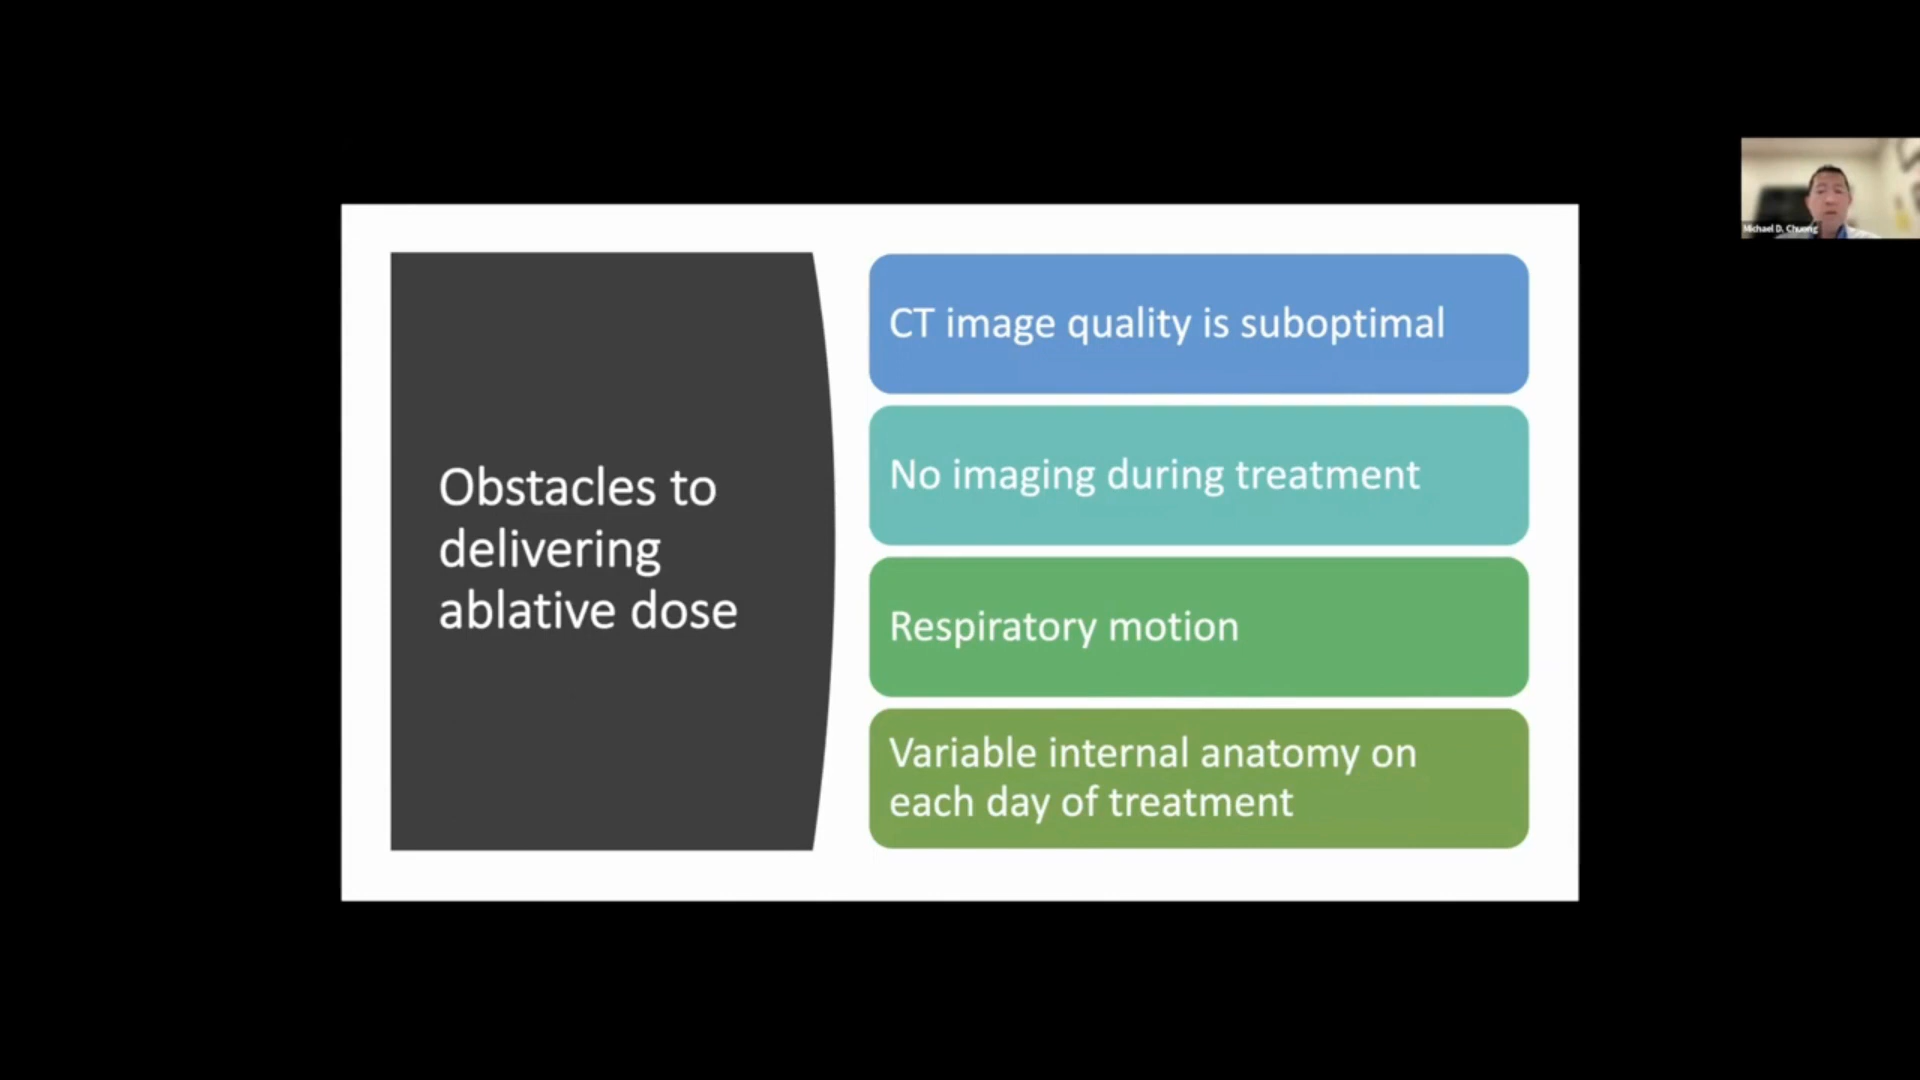 Obstacles to
delivering
ablative dose
CT image quality is suboptimal
No imaging during treatment
Respiratory motion
Variable internal anatomy on
each day of treatment
Michael D. Chuong